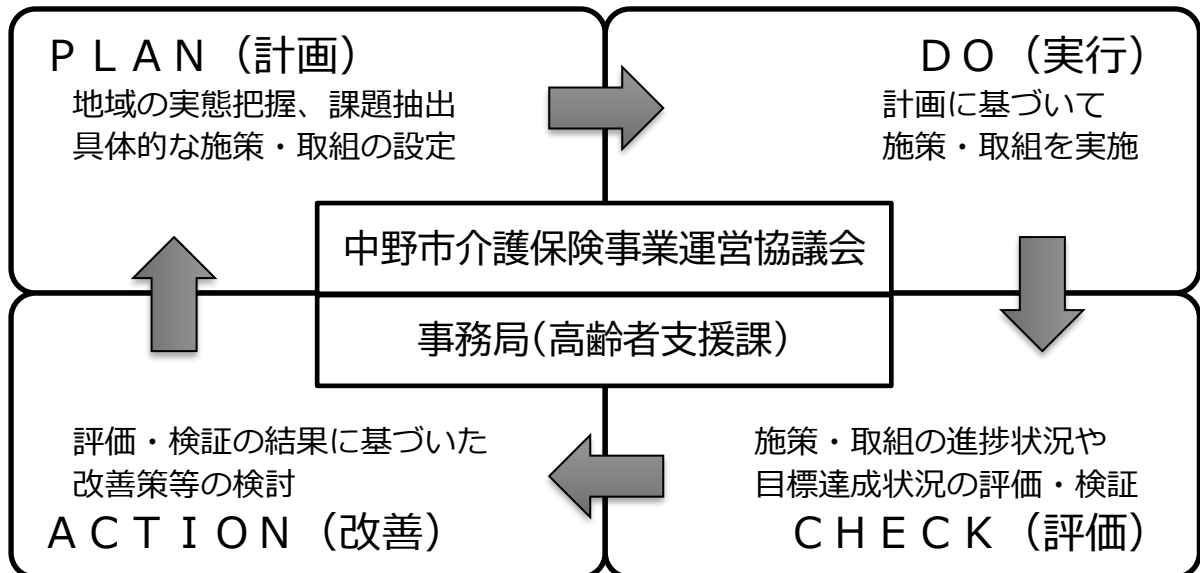 ＰＬＡＮ（計画）
地域の実態把握、課題抽出
具体的な施策・取組の設定
ＤＯ（実行）
計画に基づいて
施策・取組を実施
中野市介護保険事業運営協議会
事務局（高齢者支援課）
評価・検証の結果に基づいた
改善策等の検討
ＡＣＴＩＯＮ（改善）
施策・取組の進捗状況や
目標達成状況の評価・検証
ＣＨＥＣＫ（評価）